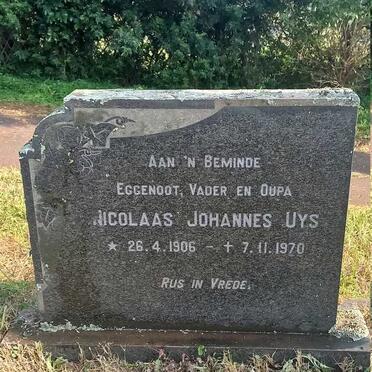 AAN 'N BEMINDE
EGGENOOT, VADER EN OUPA
NICOLAAS JOHANNES UYS
★ 26.4.1906 – ✝ 7.11.1970
RUS IN VREDE.